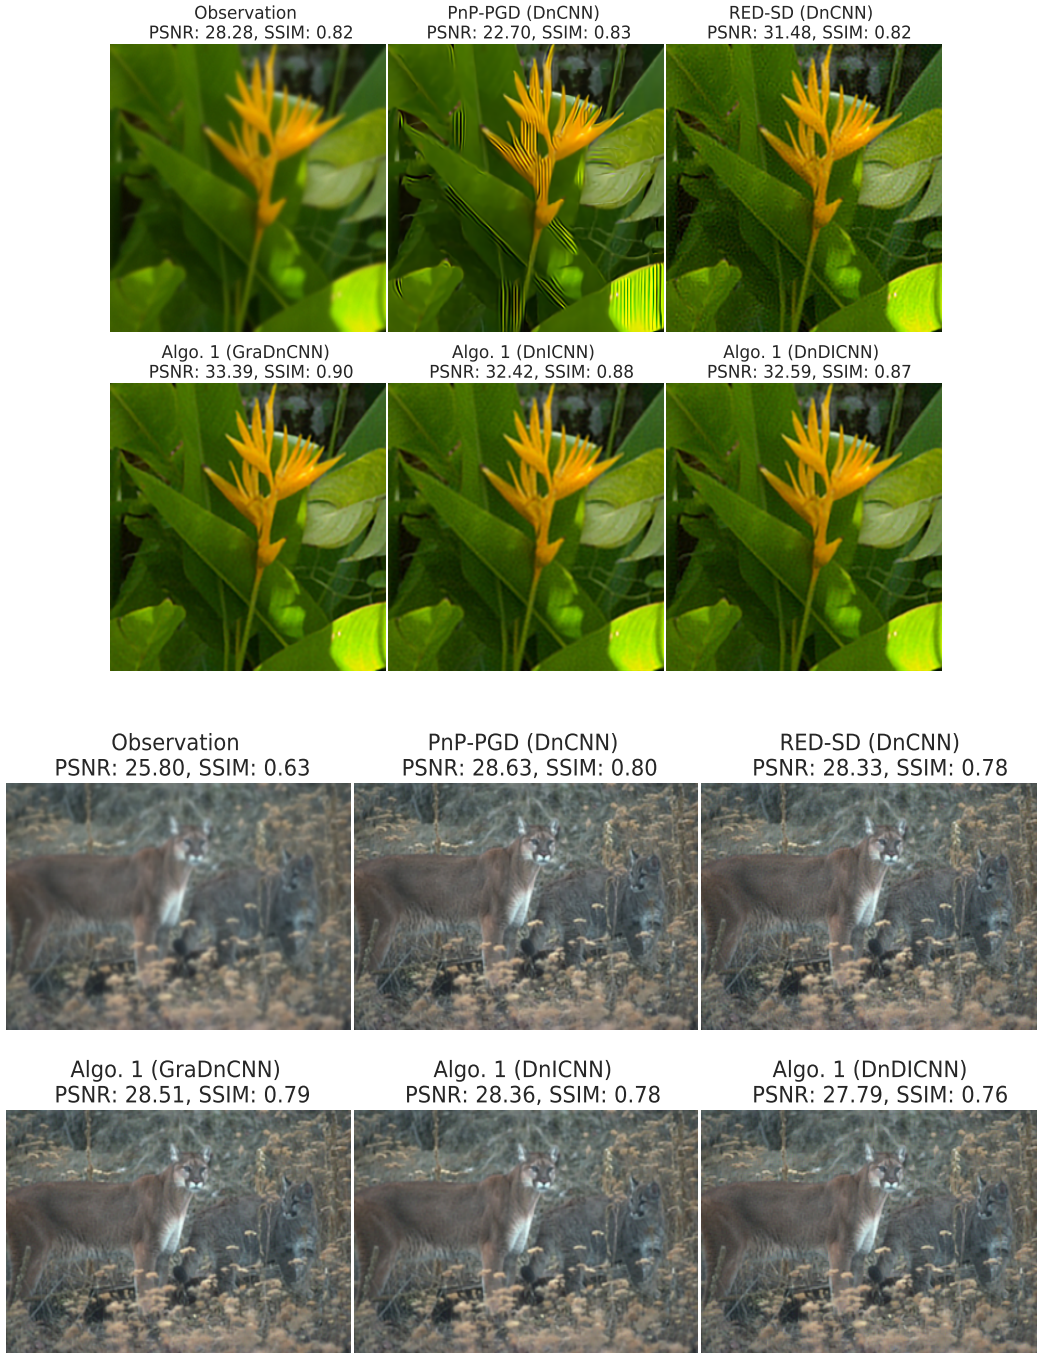 Observation
PSNR: 28.28, SSIM: 0.82
PnP-PGD (DnCNN)
PSNR: 22.70, SSIM: 0.83
RED-SD (DnCNN)
PSNR: 31.48, SSIM: 0.82
Algo. 1 (GraDnCNN)
PSNR: 33.39, SSIM: 0.90
Algo. 1 (DnICNN)
PSNR: 32.42, SSIM: 0.88
Algo. 1 (DnDICNN)
PSNR: 32.59, SSIM: 0.87
Observation
PSNR: 25.80, SSIM: 0.63
PnP-PGD (DnCNN)
PSNR: 28.63, SSIM: 0.80
RED-SD (DnCNN)
PSNR: 28.33, SSIM: 0.78
Algo. 1 (GraDnCNN)
PSNR: 28.51, SSIM: 0.79
Algo. 1 (DnICNN)
PSNR: 28.36, SSIM: 0.78
Algo. 1 (DnDICNN)
PSNR: 27.79, SSIM: 0.76